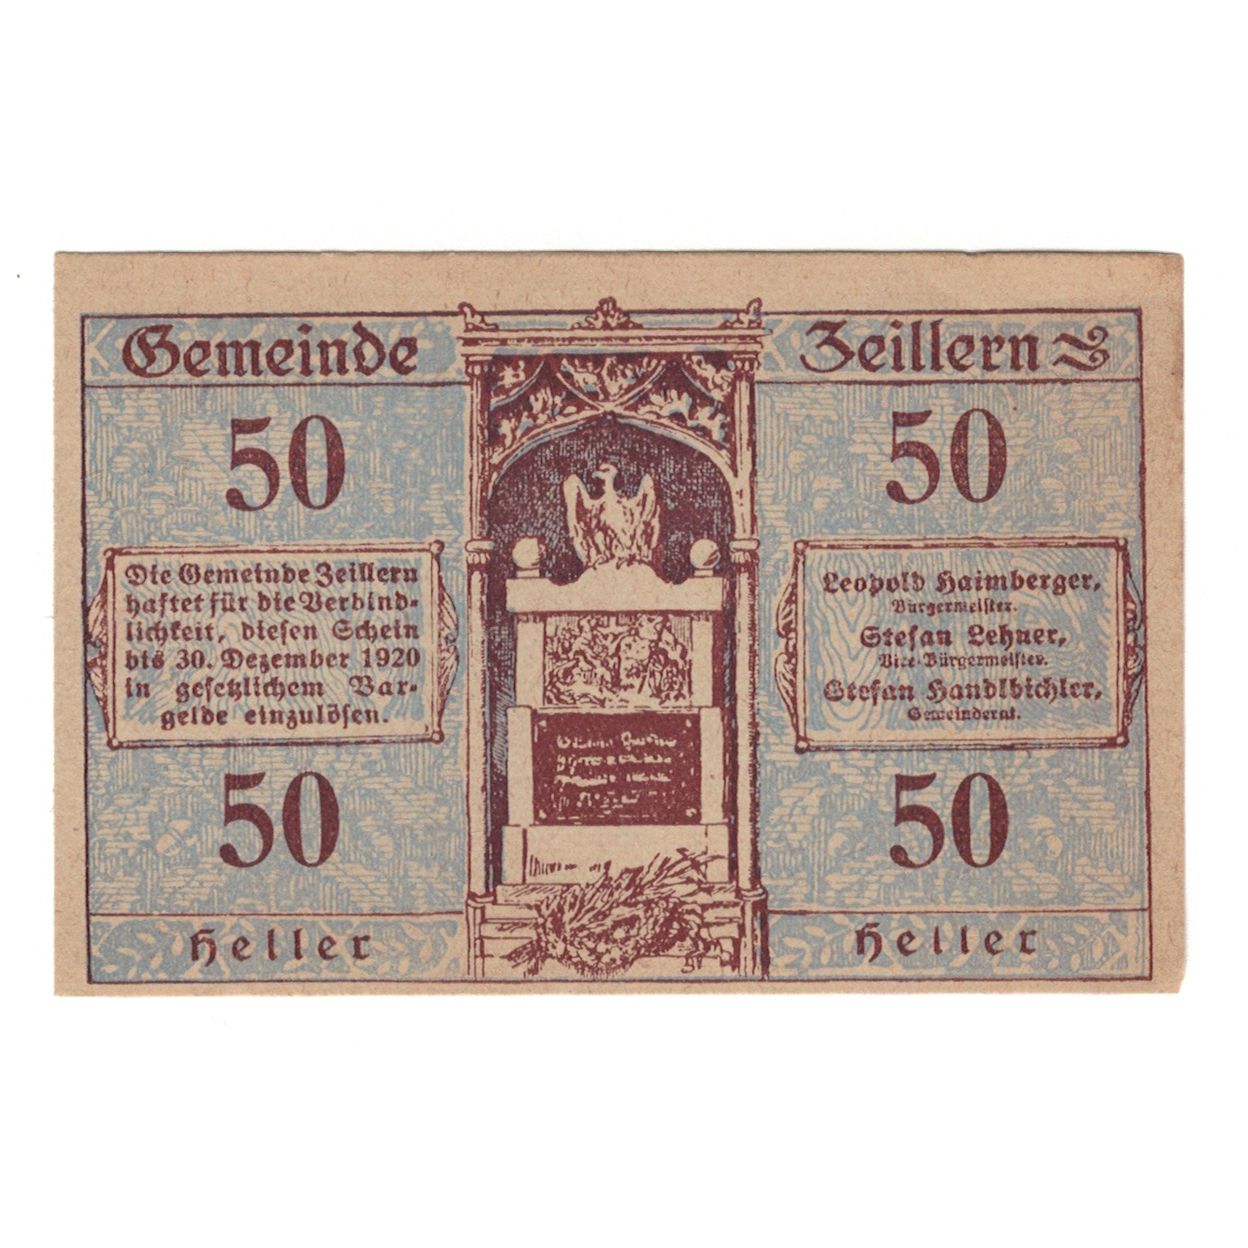 Gemeinde Zeillern
50 50
Die Gemeinde Zeillern
haftet für die Verbind-
lichkeit, diesen Schein
bis 30. Dezember 1920
in gesetzlichem Bar-
gelde einzulösen.
Leopold Haimberger,
Bürgermeister.
Stefan Lehner,
Vize-Bürgermeister.
Stefan Handlbichler,
Gemeinderat.
50 50
Heller Heller